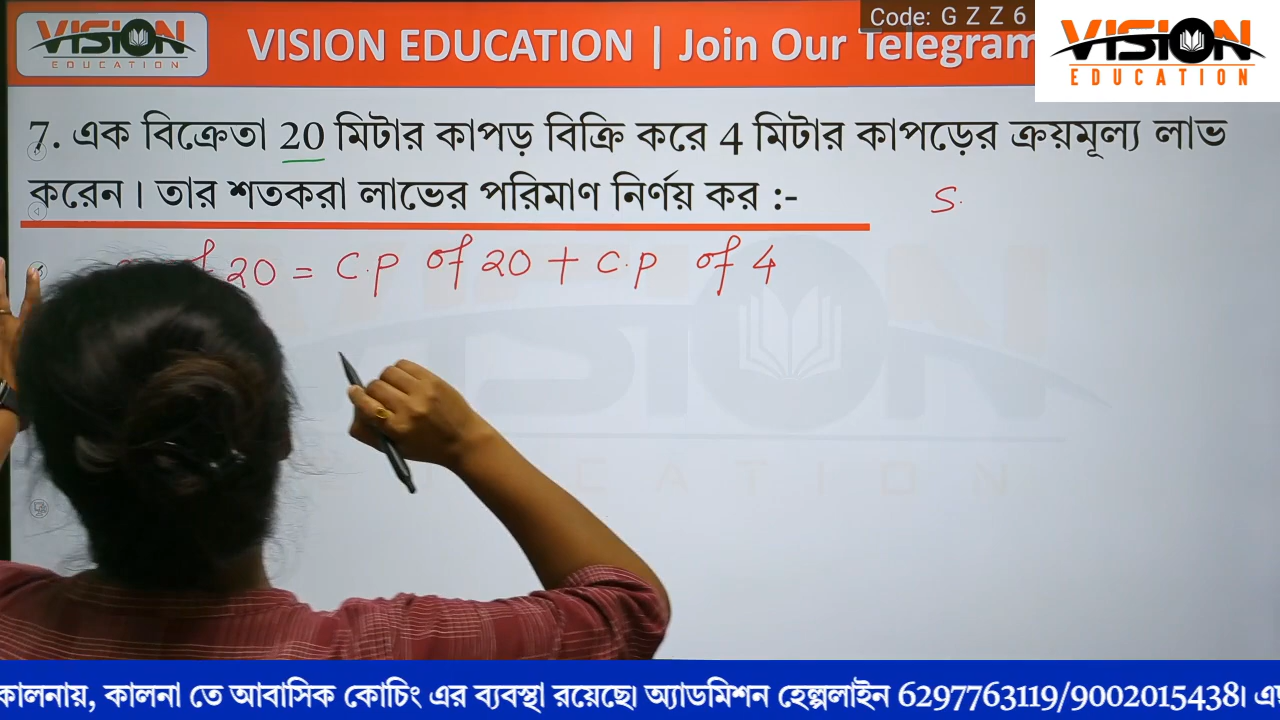 VISION
EDUCATION
VISION EDUCATION | Join Our Telegram
Code: G Z Z 6
VISION
EDUCATION
7. এক বিক্রেতা 20 মিটার কাপড় বিক্রি করে 4 মিটার কাপড়ের ক্রয়মূল্য লাভ
করেন। তার শতকরা লাভের পরিমাণ নির্ণয় কর :-
S.
20 = C.P of 20 + C.P of 4
VISION
EDUCATION
কালনায়, কালনা তে আবাসিক কোচিং এর ব্যবস্থা রয়েছে। অ্যাডমিশন হেল্পলাইন 6297763119/9002015438।